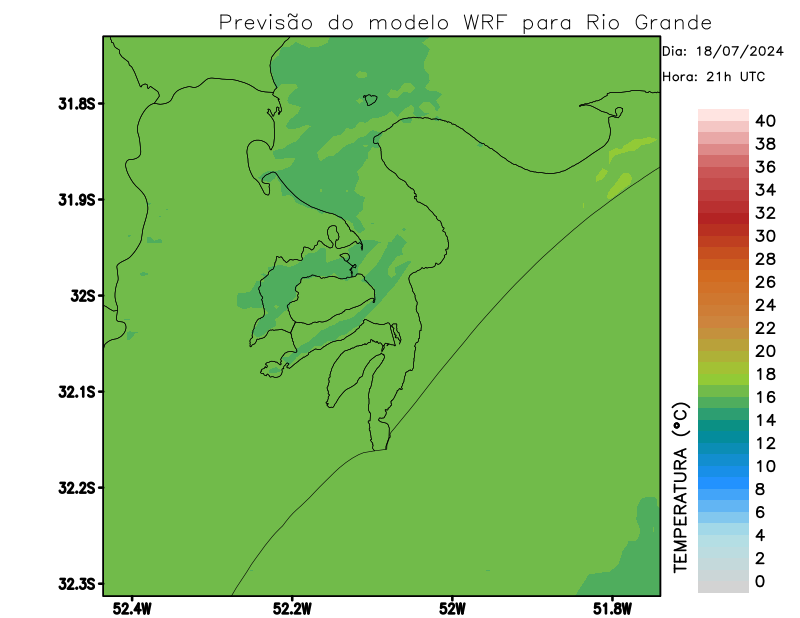 Previsão do modelo WRF para Rio Grande
Dia: 18/07/2024
Hora: 21h UTC
31.8S
31.9S
32S
32.1S
32.2S
32.3S
52.4W
52.2W
52W
51.8W
TEMPERATURA (°C)
40
38
36
34
32
30
28
26
24
22
20
18
16
14
12
10
8
6
4
2
0